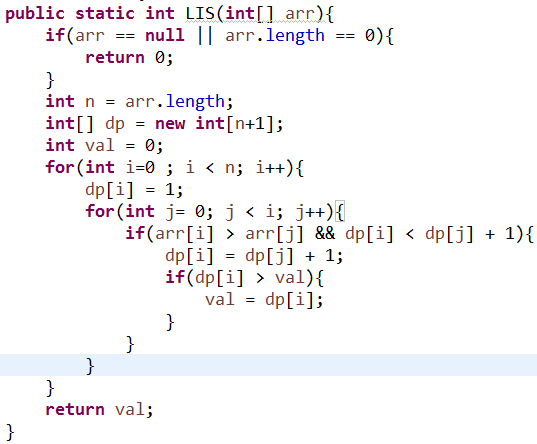 public static int LIS(int[] arr){
    if(arr == null || arr.length == 0){
        return 0;
    }
    int n = arr.length;
    int[] dp = new int[n+1];
    int val = 0;
    for(int i=0 ; i < n; i++){
        dp[i] = 1;
        for(int j= 0; j < i; j++){
            if(arr[i] > arr[j] && dp[i] < dp[j] + 1){
                dp[i] = dp[j] + 1;
                if(dp[i] > val){
                    val = dp[i];
                }
            }
        }
    }
    return val;
}